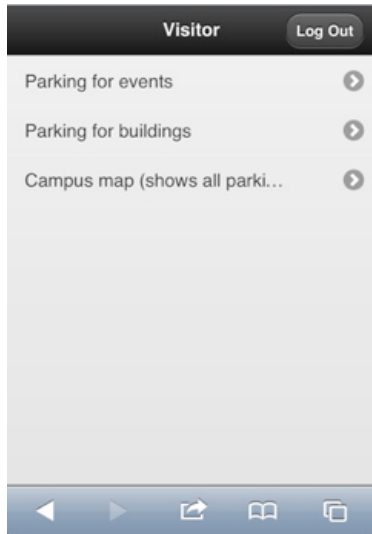 Visitor
Log Out
Parking for events
Parking for buildings
Campus map (shows all parki...